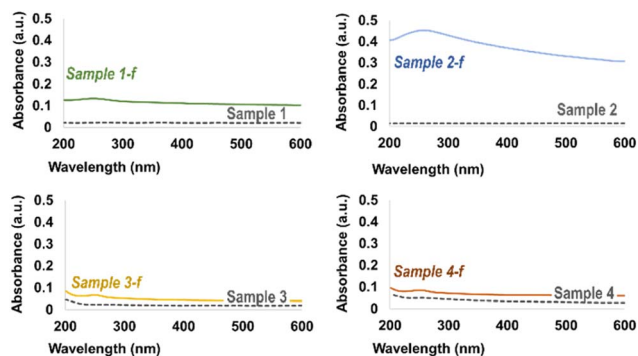 Absorbance (a.u.)
0.5
0.4
0.3
0.2
0.1
0
Sample 1-f
Sample 1
200 300 400 500 600
Wavelength (nm)
Absorbance (a.u.)
0.5
0.4
0.3
0.2
0.1
0
Sample 2-f
Sample 2
200 300 400 500 600
Wavelength (nm)
Absorbance (a.u.)
0.5
0.4
0.3
0.2
0.1
0
Sample 3-f
Sample 3
200 300 400 500 600
Wavelength (nm)
Absorbance (a.u.)
0.5
0.4
0.3
0.2
0.1
0
Sample 4-f
Sample 4
200 300 400 500 600
Wavelength (nm)